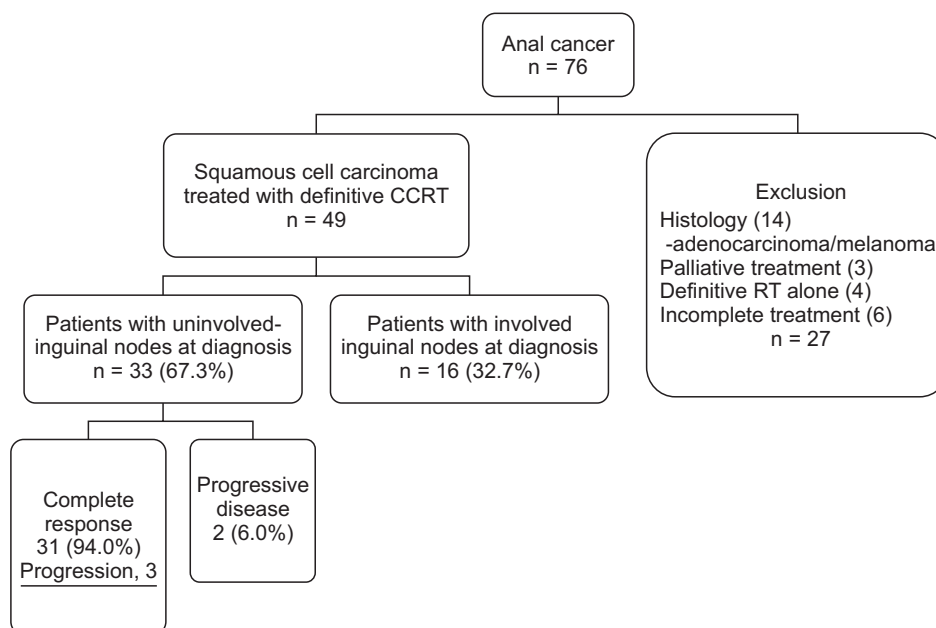 Anal cancer
n = 76
Squamous cell carcinoma
treated with definitive CCRT
n = 49
Exclusion
Histology (14)
-adenocarcinoma/melanoma
Palliative treatment (3)
Definitive RT alone (4)
Incomplete treatment (6)
n = 27
Patients with uninvolved-
inguinal nodes at diagnosis
n = 33 (67.3%)
Patients with involved
inguinal nodes at diagnosis
n = 16 (32.7%)
Complete
response
31 (94.0%)
Progression, 3
Progressive
disease
2 (6.0%)